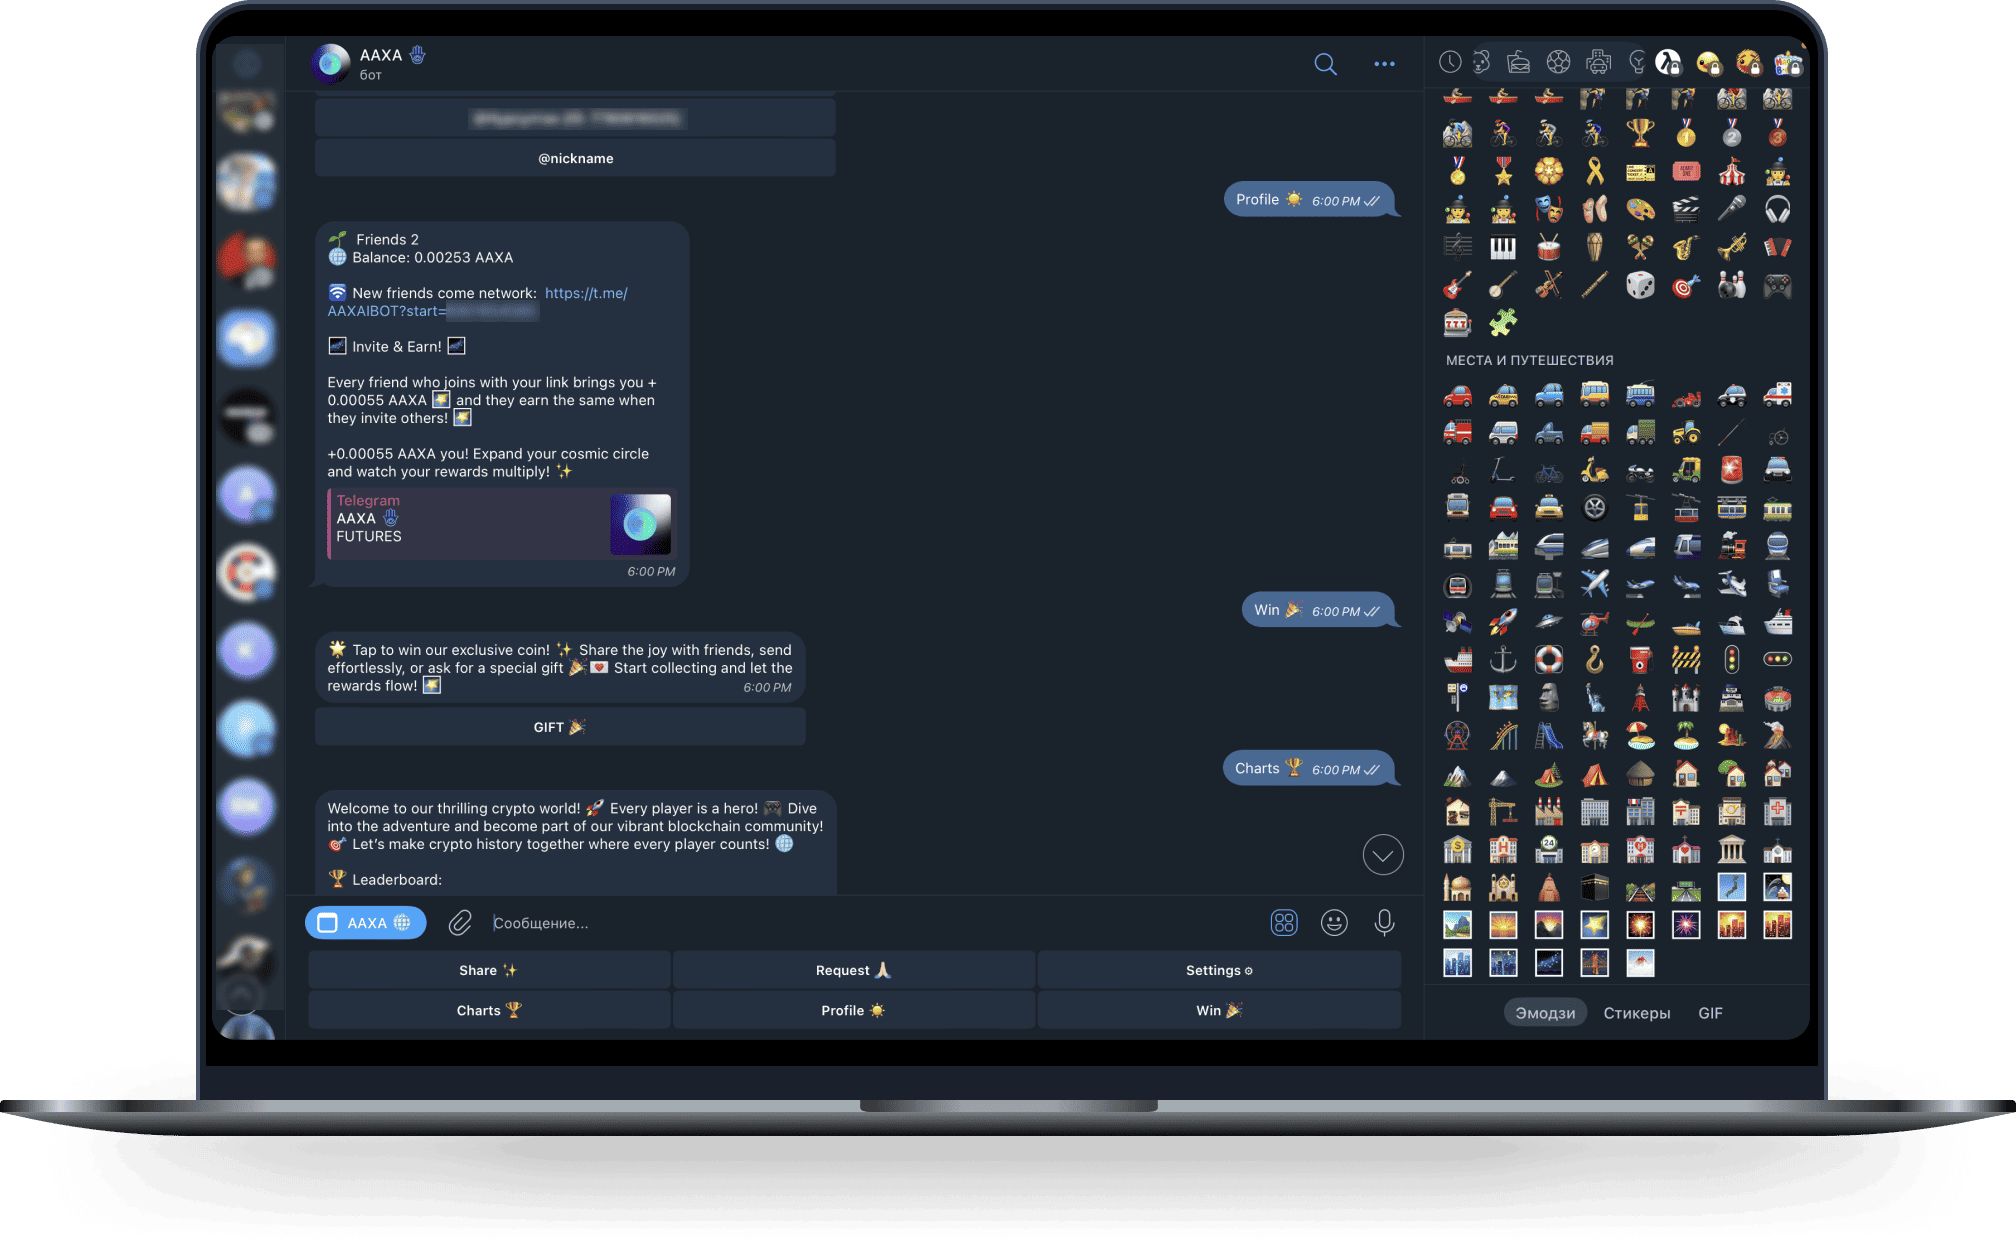 AAXA
бот
@nickname
Profile 6:00 PM
Friends 2
Balance: 0.00253 AAXA
New friends come network: https://t.me/
AAXAIBOT?start=
Invite & Earn!
Every friend who joins with your link brings you +
0.00055 AAXA and they earn the same when
they invite others!
+0.00055 AAXA you! Expand your cosmic circle
and watch your rewards multiply!
Telegram
AAXA
FUTURES
6:00 PM
Win 6:00 PM
Tap to win our exclusive coin! Share the joy with friends, send
effortlessly, or ask for a special gift Start collecting and let the
rewards flow!
6:00 PM
GIFT
Charts 6:00 PM
Welcome to our thrilling crypto world! Every player is a hero! Dive
into the adventure and become part of our vibrant blockchain community!
Let's make crypto history together where every player counts!
Leaderboard:
AAXA Сообщение...
Share Request Settings
Charts Profile Win
МЕСТА И ПУТЕШЕСТВИЯ
Эмодзи Стикеры GIF